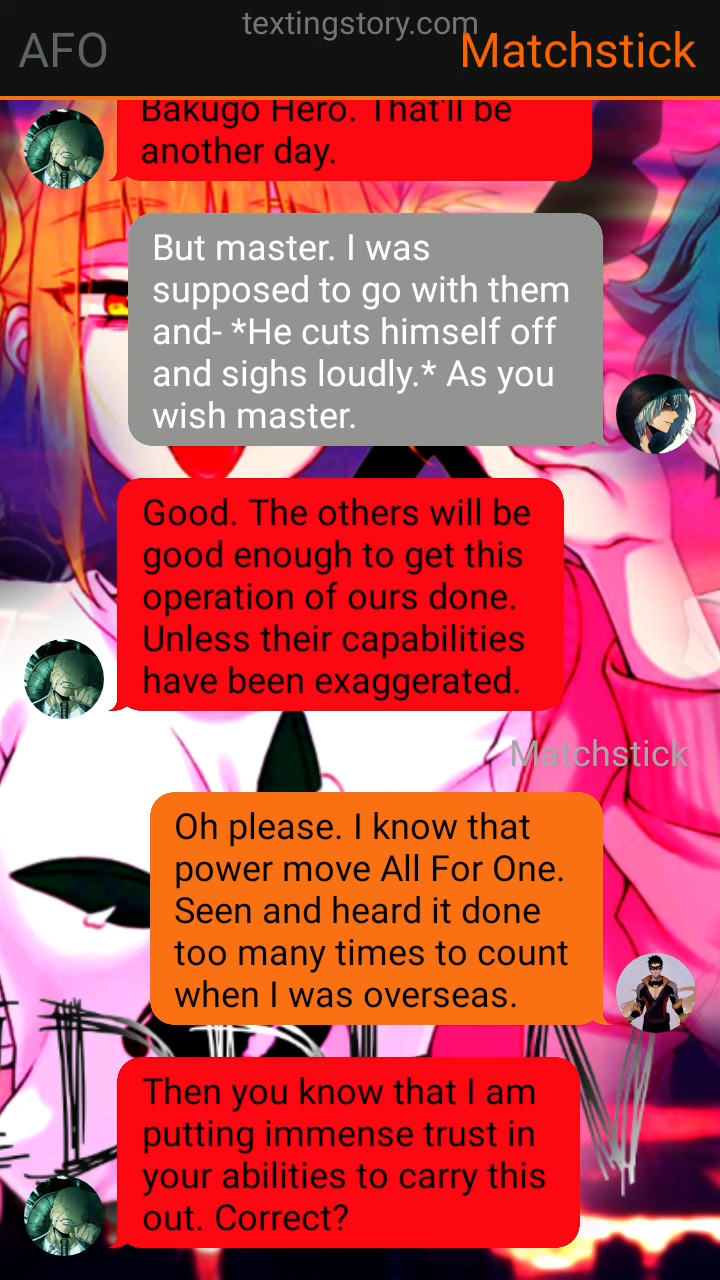 textingstory.com
AFO
Matchstick
Bakugo Hero. That'll be
another day.
But master. I was
supposed to go with them
and- *He cuts himself off
and sighs loudly.* As you
wish master.
Good. The others will be
good enough to get this
operation of ours done.
Unless their capabilities
have been exaggerated.
Matchstick
Oh please. I know that
power move All For One.
Seen and heard it done
too many times to count
when I was overseas.
Then you know that I am
putting immense trust in
your abilities to carry this
out. Correct?